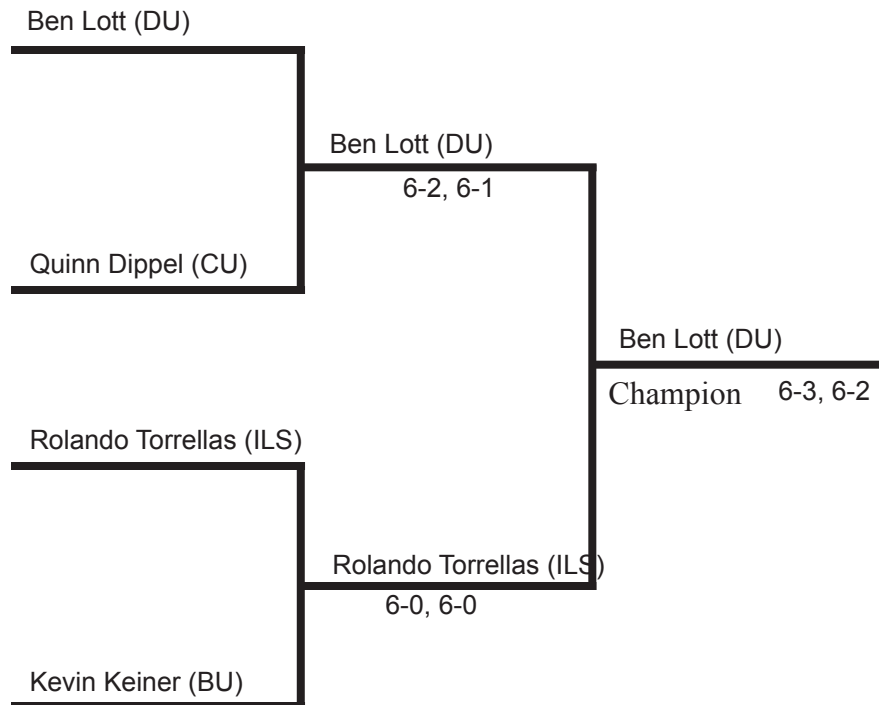 Ben Lott (DU)
Ben Lott (DU)
6-2, 6-1
Quinn Dippel (CU)
Ben Lott (DU)
Champion 6-3, 6-2
Rolando Torrellas (ILS)
Rolando Torrellas (ILS)
6-0, 6-0
Kevin Keiner (BU)